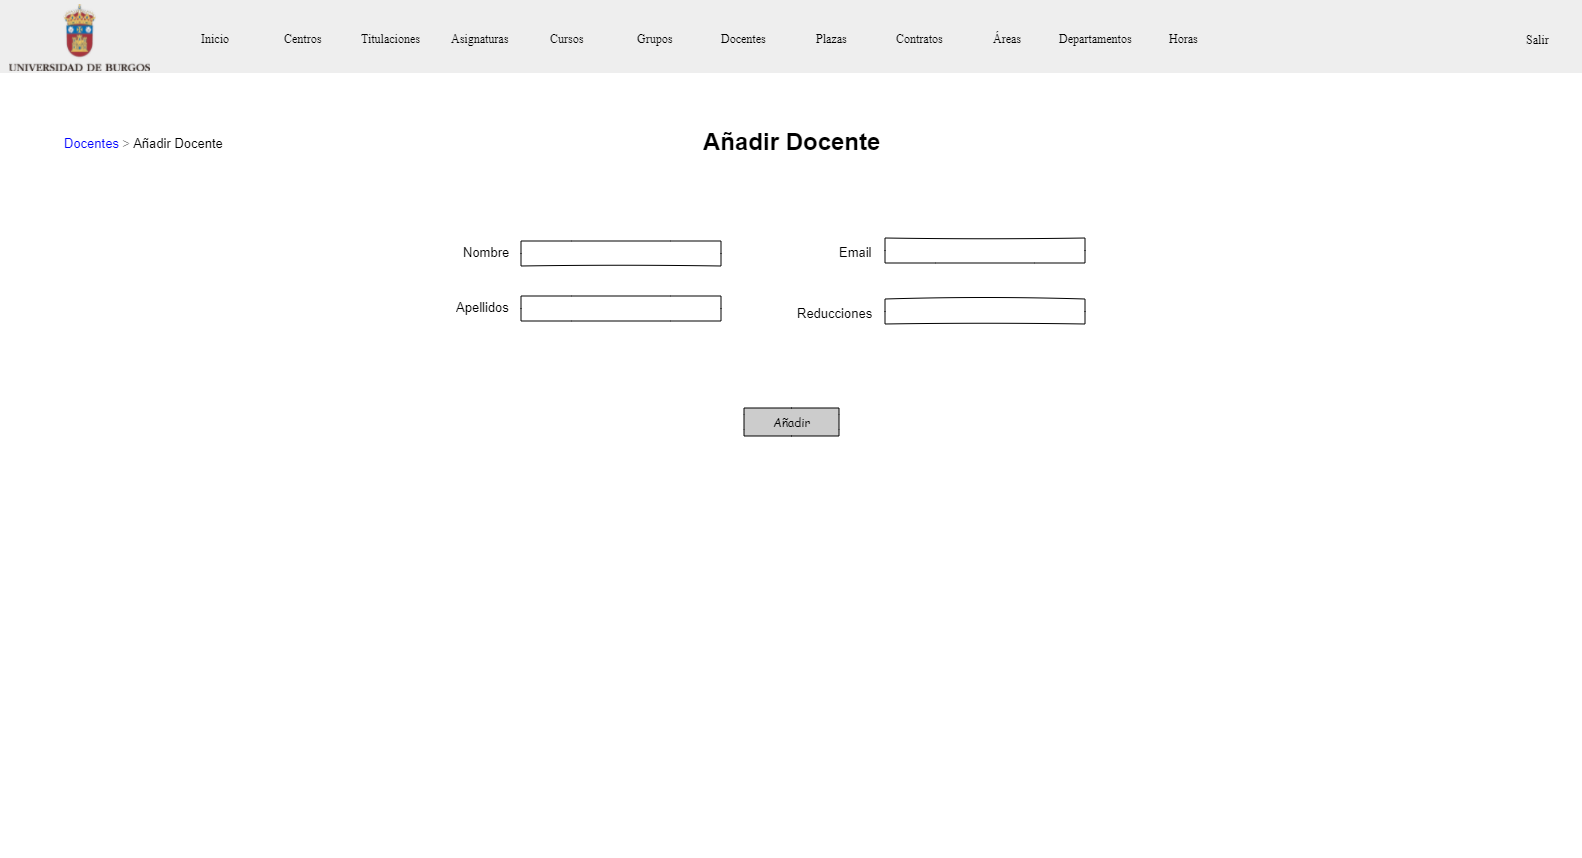 UNIVERSIDAD DE BURGOS
Inicio Centros Titulaciones Asignaturas Cursos Grupos Docentes Plazas Contratos Áreas Departamentos Horas Salir
Docentes > Añadir Docente
Añadir Docente
Nombre
Email
Apellidos
Reducciones
Añadir